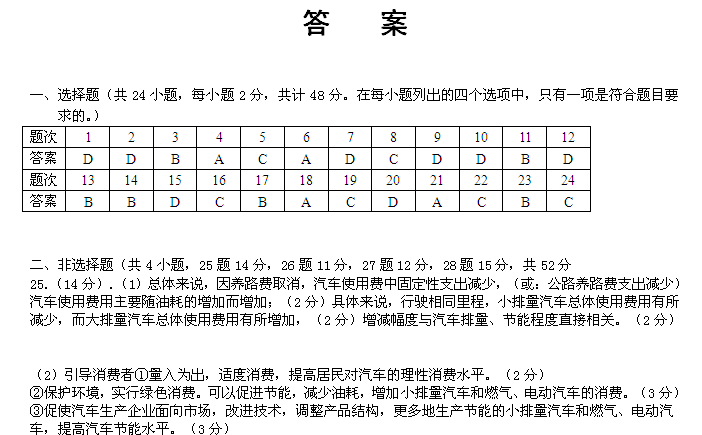 答 案
一、选择题（共 24 小题，每小题 2 分，共计 48 分。在每小题列出的四个选项中，只有一项是符合题目要
求的。）
题次 1 2 3 4 5 6 7 8 9 10 11 12
答案 D D B A C A D C D D B D
题次 13 14 15 16 17 18 19 20 21 22 23 24
答案 B B D C B A C D A C B C
二、非选择题（共 4 小题，25 题 14 分，26 题 11 分，27 题 12 分，28 题 15 分，共 52 分
25.（14 分）.（1）总体来说，因养路费取消，汽车使用费中固定性支出减少，（或：公路养路费支出减少）
汽车使用费用主要随油耗的增加而增加；（2 分）具体来说，行驶相同里程，小排量汽车总体使用费用有所
减少，而大排量汽车总体使用费用有所增加，（2 分）增减幅度与汽车排量、节能程度直接相关。（2 分）
（2）引导消费者①量入为出，适度消费，提高居民对汽车的理性消费水平。（2 分）
②保护环境，实行绿色消费。可以促进节能，减少油耗，增加小排量汽车和燃气、电动汽车的消费。（3 分）
③促使汽车生产企业面向市场，改进技术，调整产品结构，更多地生产节能的小排量汽车和燃气、电动汽
车，提高汽车节能水平。（3 分）